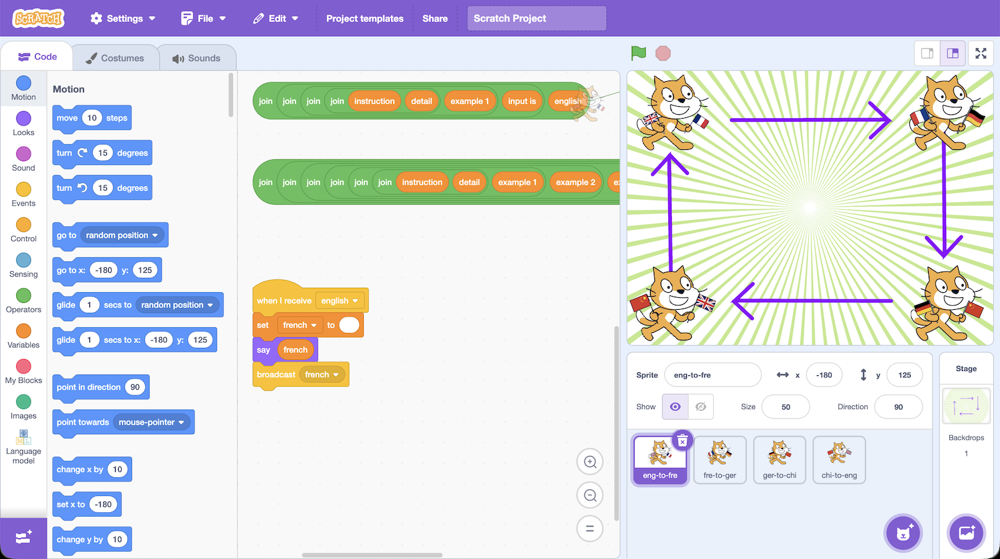 SCRATCH Settings File Edit Project templates Share Scratch Project
Code Costumes Sounds
Motion
Looks
Sound
Events
Control
Sensing
Operators
Variables
My Blocks
Images
Language
model
Motion
move 10 steps
turn 15 degrees
turn 15 degrees
go to random position
go to x: -180 y: 125
glide 1 secs to random position
glide 1 secs to x: -180 y: 125
point in direction 90
point towards mouse-pointer
change x by 10
set x to -180
change y by 10
join join join join instruction detail example 1 input is english
join join join join join join instruction detail example 1 example 2
when I receive english
set french to
say french
broadcast french
Sprite eng-to-fre x -180 y 125
Show Size 50 Direction 90
eng-to-fre fre-to-ger ger-to-chi chi-to-eng
Stage
Backdrops
1